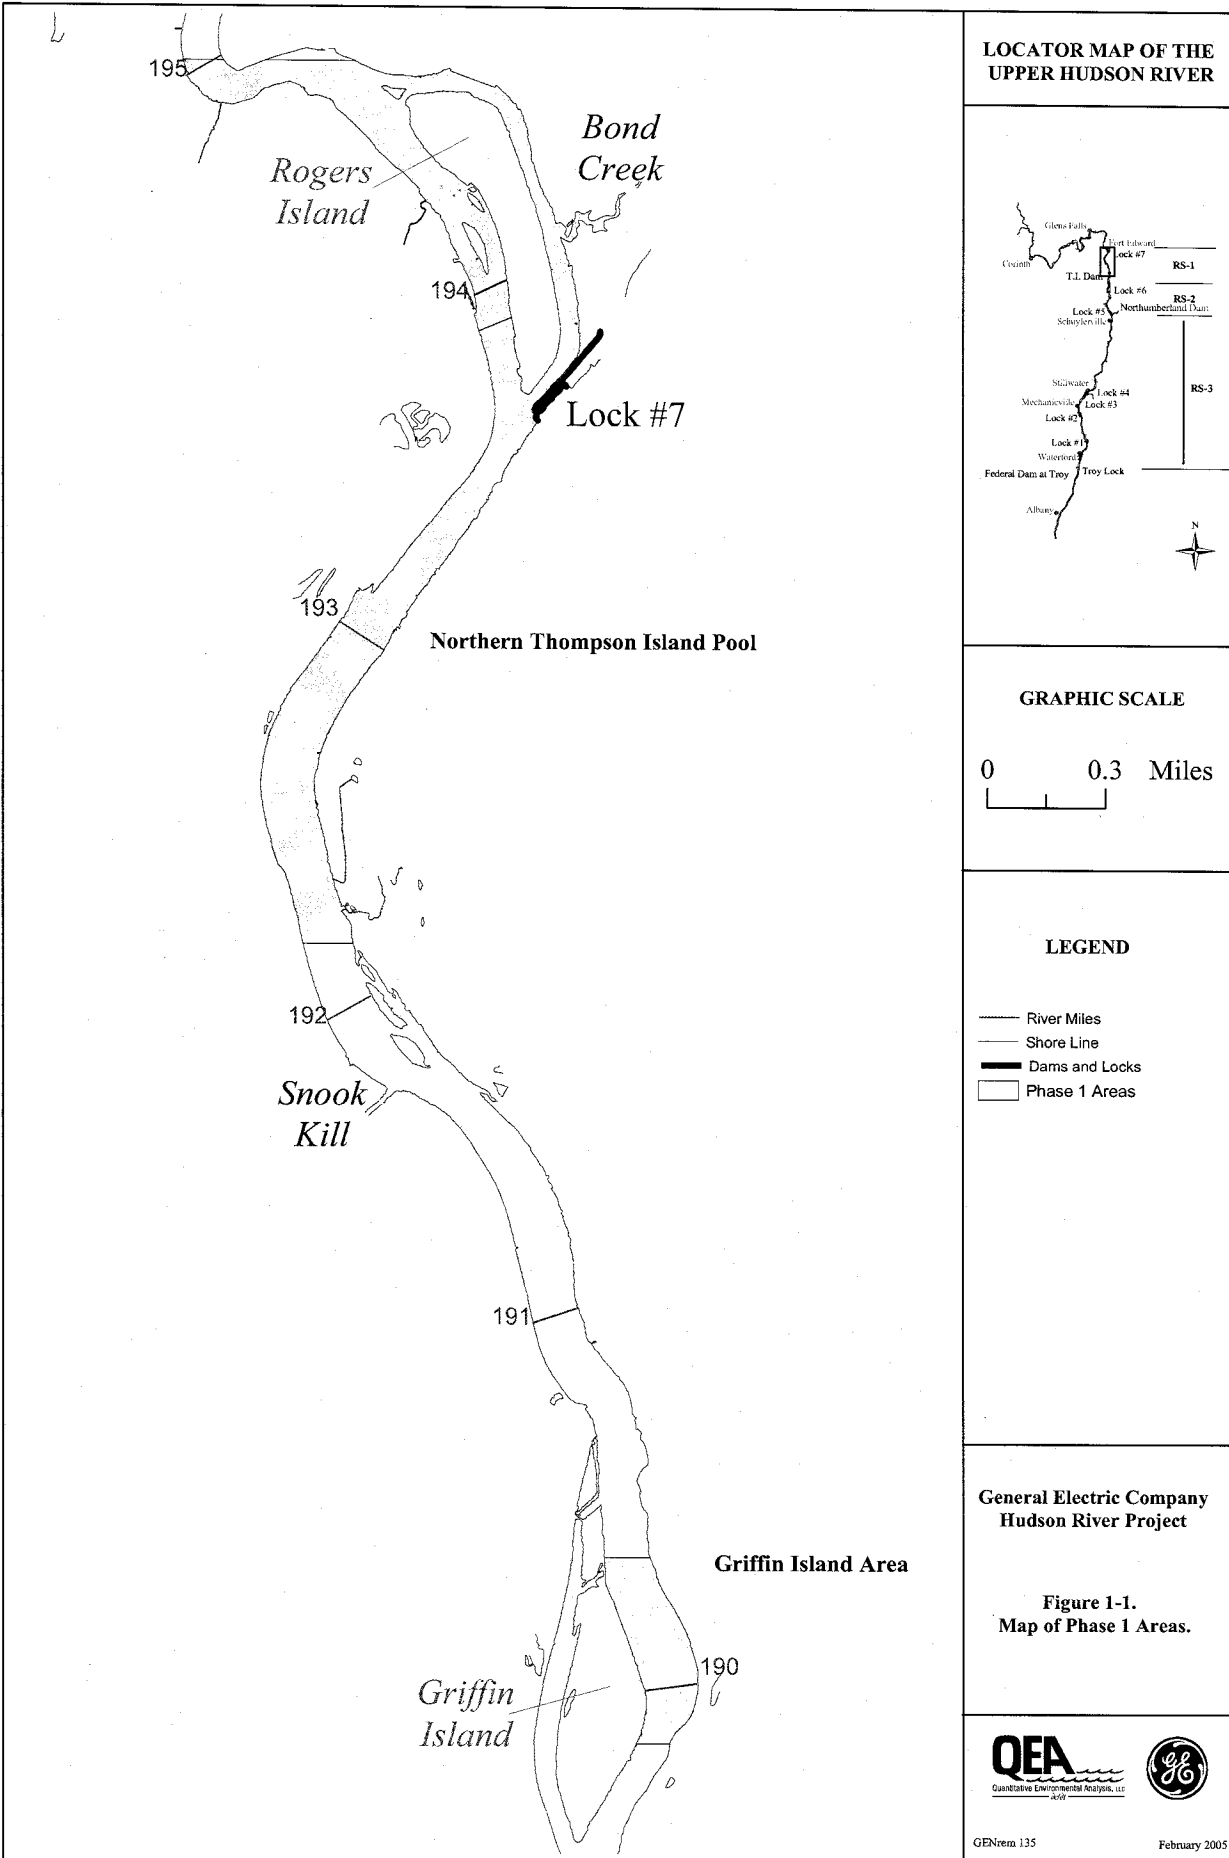 195
Rogers
Island
Bond
Creek
194
Lock #7
193
Northern Thompson Island Pool
192
Snook
Kill
191
Griffin Island Area
190
Griffin
Island
LOCATOR MAP OF THE
UPPER HUDSON RIVER
Glens Falls
Fort Edward
Lock #7
Corinth
T.I. Dam
RS-1
Lock #6
RS-2
Northumberland Dam
Lock #5
Schuylerville
Stillwater
Lock #4
RS-3
Mechanicville
Lock #3
Lock #2
Lock #1
Waterford
Federal Dam at Troy
Troy Lock
Albany
N
GRAPHIC SCALE
0 0.3 Miles
LEGEND
River Miles
Shore Line
Dams and Locks
Phase 1 Areas
General Electric Company
Hudson River Project
Figure 1-1.
Map of Phase 1 Areas.
QEA
Quantitative Environmental Analysis, LLC
GE
GENrem 135
February 2005